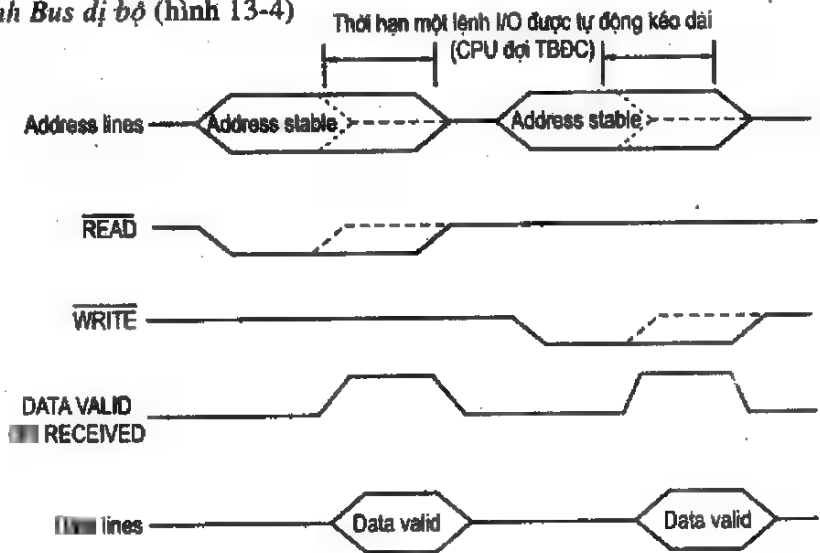 nh Bus dị bộ (hình 13-4)
Thời hạn một lệnh I/O được tự động kéo dài
(CPU đợi TBĐC)
Address lines
Address stable
Address stable
READ
WRITE
DATA VALID
RECEIVED
lines
Data valid
Data valid